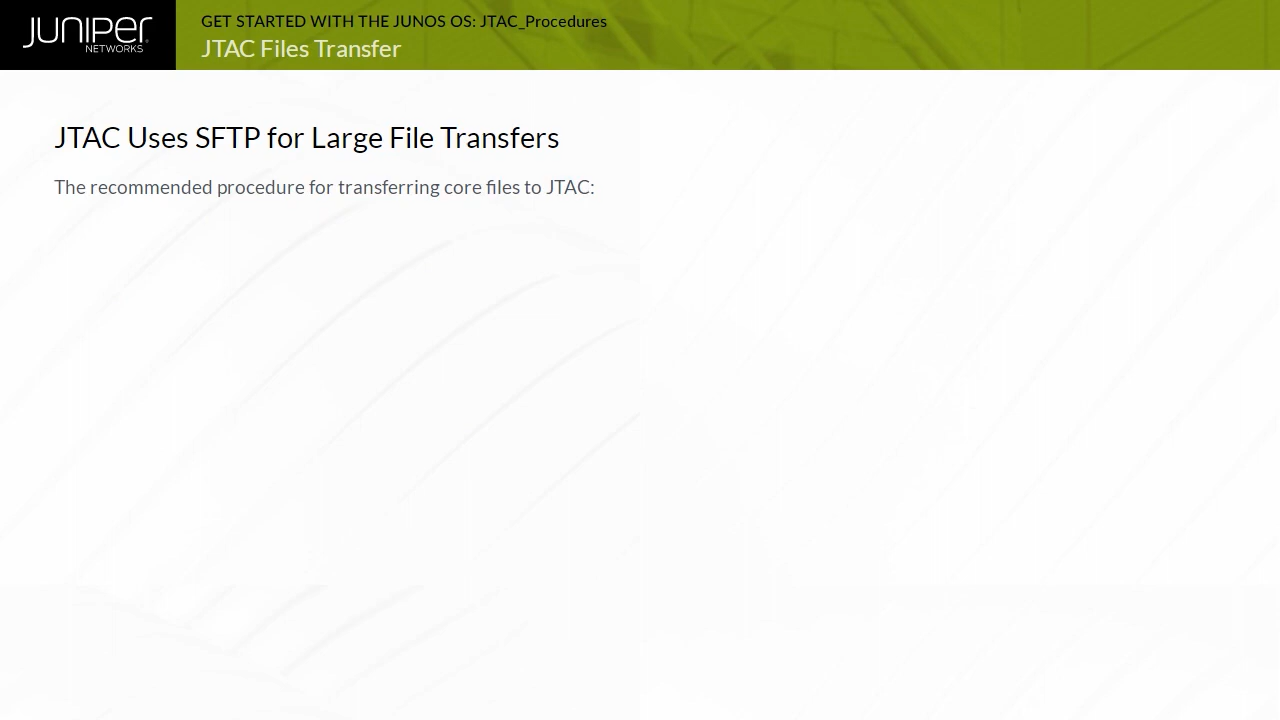 JUNIPER
NETWORKS
GET STARTED WITH THE JUNOS OS: JTAC_Procedures
JTAC Files Transfer
JTAC Uses SFTP for Large File Transfers
The recommended procedure for transferring core files to JTAC: